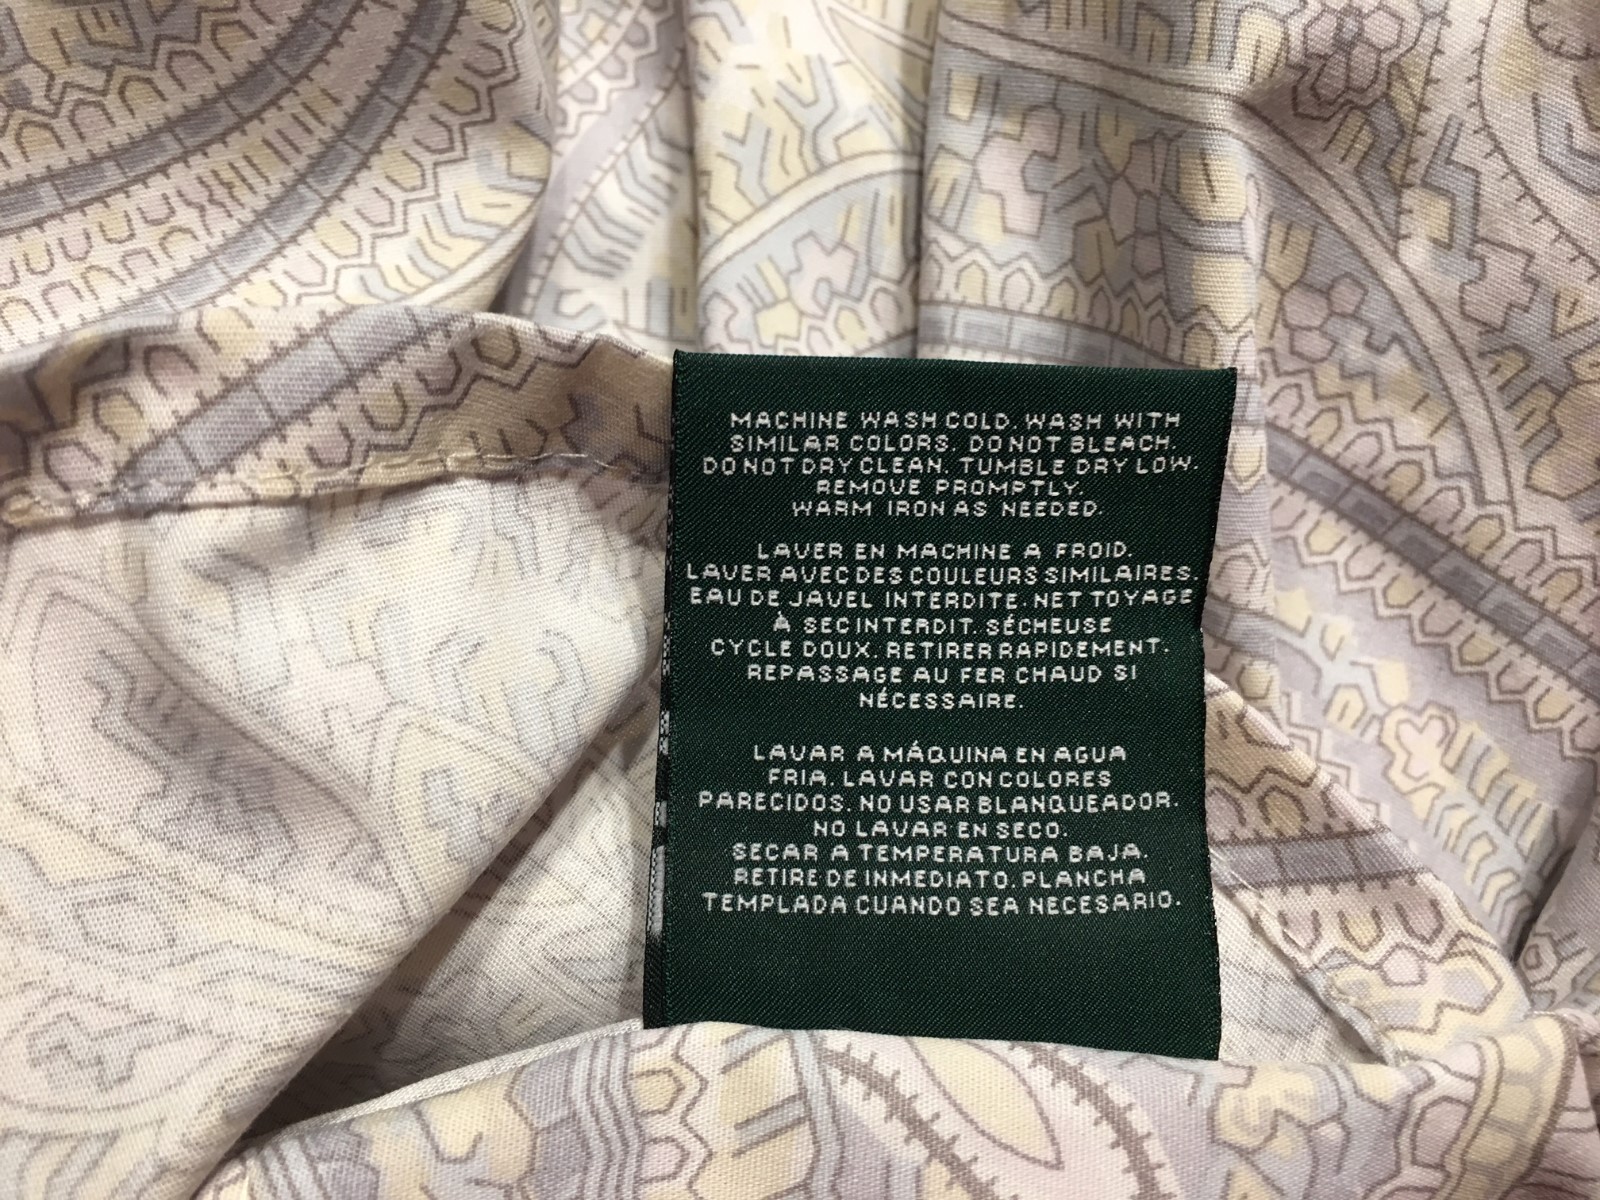 MACHINE WASH COLD. WASH WITH
SIMILAR COLORS. DO NOT BLEACH.
DO NOT DRY CLEAN. TUMBLE DRY LOW.
REMOVE PROMPTLY.
WARM IRON AS NEEDED.
LAVER EN MACHINE A FROID.
LAVER AVEC DES COULEURS SIMILAIRES.
EAU DE JAVEL INTERDITE. NETTOYAGE
À SEC INTERDIT. SÉCHEUSE
CYCLE DOUX. RETIRER RAPIDEMENT.
REPASSAGE AU FER CHAUD SI
NÉCESSAIRE.
LAVAR A MÁQUINA EN AGUA
FRIA. LAVAR CON COLORES
PARECIDOS. NO USAR BLANQUEADOR.
NO LAVAR EN SECO.
SECAR A TEMPERATURA BAJA.
RETIRE DE INMEDIATO. PLANCHA
TEMPLADA CUANDO SEA NECESARIO.